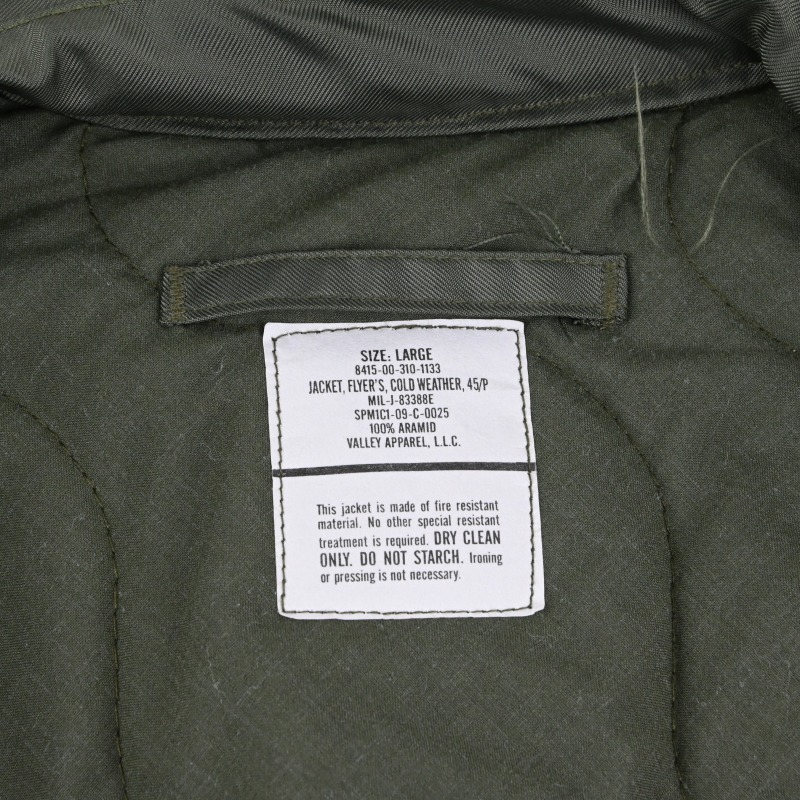 SIZE: LARGE
8415-00-310-1133
JACKET, FLYER'S, COLD WEATHER, 45/P
MIL-J-83388E
SPM1C1-09-C-0025
100% ARAMID
VALLEY APPAREL, L.L.C.
This jacket is made of fire resistant
material. No other special resistant
treatment is required. DRY CLEAN
ONLY. DO NOT STARCH. Ironing
or pressing is not necessary.